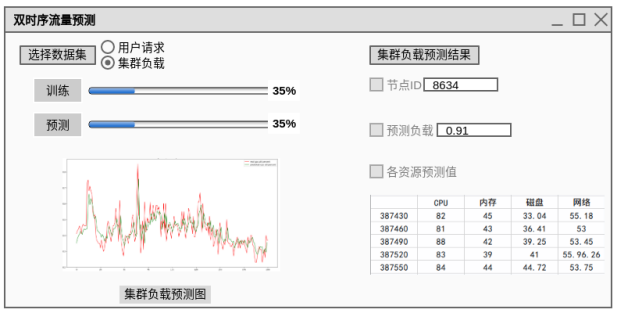 双时序流量预测
选择数据集
用户请求
集群负载
训练
35%
预测
35%
集群负载预测图
集群负载预测结果
节点ID 8634
预测负载 0.91
各资源预测值
CPU 内存 磁盘 网络
387430 82 45 33.04 55.18
387460 81 43 36.41 53
387490 88 42 39.25 53.45
387520 83 39 41 55.96.26
387550 84 44 44.72 53.75